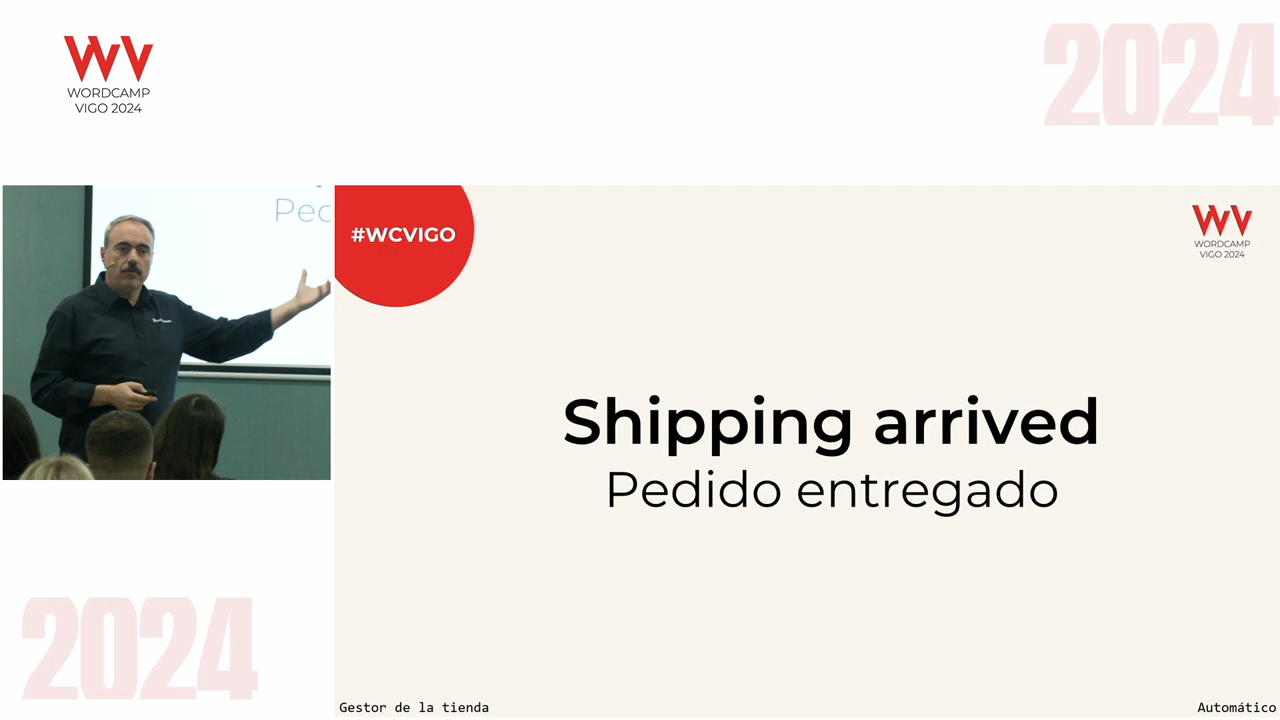 WORDCAMP
VIGO 2024
2024
Pec
#WCVIGO
WORDCAMP
VIGO 2024
Shipping arrived
Pedido entregado
2024
Gestor de la tienda
Automático